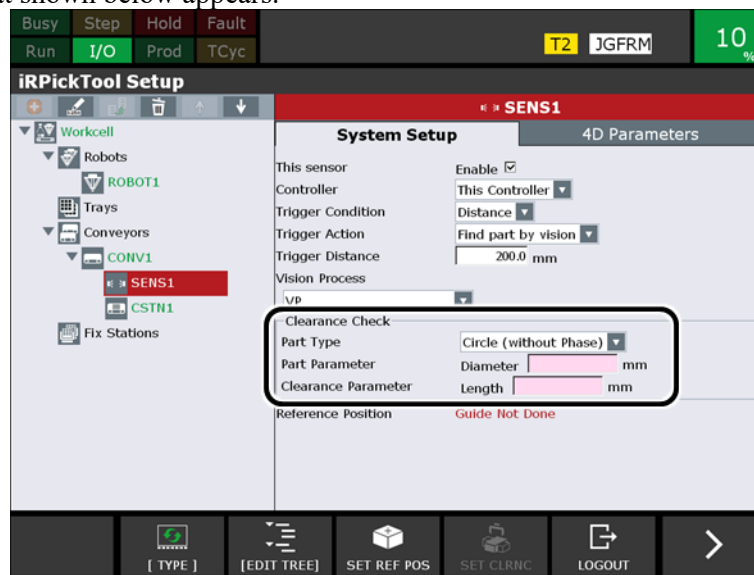 at shown below appears.
Busy Step Hold Fault
Run I/O Prod TCyc
T2 JGFRM
10 %
iRPickTool Setup
SENS1
Workcell
Robots
ROBOT1
Trays
Conveyors
CONV1
SENS1
CSTN1
Fix Stations
System Setup 4D Parameters
This sensor Enable
Controller This Controller
Trigger Condition Distance
Trigger Action Find part by vision
Trigger Distance 200.0 mm
Vision Process
VP
Clearance Check
Part Type Circle (without Phase)
Part Parameter Diameter mm
Clearance Parameter Length mm
Reference Position Guide Not Done
[ TYPE ] [EDIT TREE] SET REF POS SET CLRNC LOGOUT